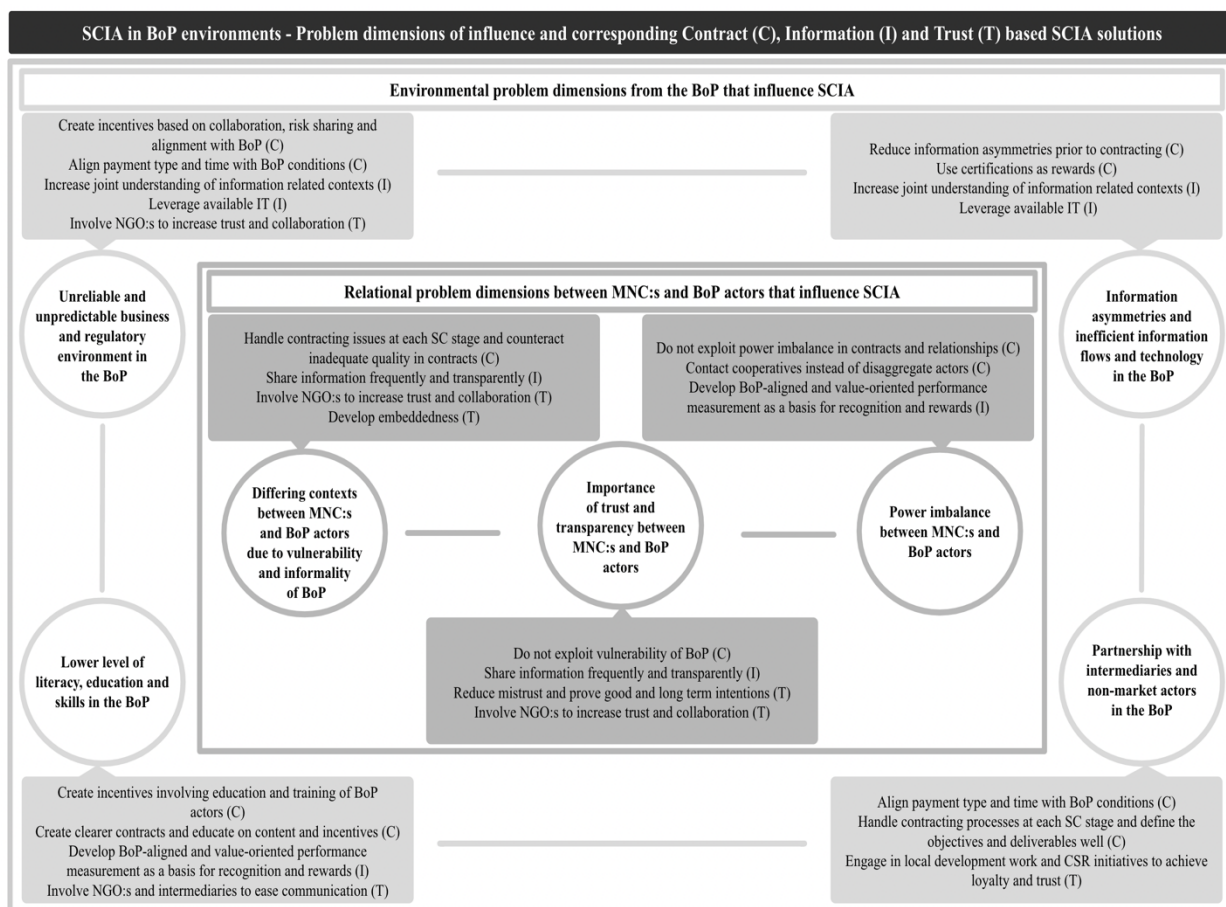 SCIA in BoP environments - Problem dimensions of influence and corresponding Contract (C), Information (I) and Trust (T) based SCIA solutions
Environmental problem dimensions from the BoP that influence SCIA
Create incentives based on collaboration, risk sharing and
alignment with BoP (C)
Align payment type and time with BoP conditions (C)
Increase joint understanding of information related contexts (I)
Leverage available IT (I)
Involve NGO:s to increase trust and collaboration (T)
Reduce information asymmetries prior to contracting (C)
Use certifications as rewards (C)
Increase joint understanding of information related contexts (I)
Leverage available IT (I)
Unreliable and
unpredictable business
and regulatory
environment in
the BoP
Information
asymmetries and
inefficient information
flows and technology
in the BoP
Relational problem dimensions between MNC:s and BoP actors that influence SCIA
Handle contracting issues at each SC stage and counteract
inadequate quality in contracts (C)
Share information frequently and transparently (I)
Involve NGO:s to increase trust and collaboration (T)
Develop embeddedness (T)
Do not exploit power imbalance in contracts and relationships (C)
Contact cooperatives instead of disaggregate actors (C)
Develop BoP-aligned and value-oriented performance
measurement as a basis for recognition and rewards (I)
Differing contexts
between MNC:s
and BoP actors
due to vulnerability
and informality
of BoP
Importance
of trust and
transparency between
MNC:s and BoP
actors
Power imbalance
between MNC:s and
BoP actors
Do not exploit vulnerability of BoP (C)
Share information frequently and transparently (I)
Reduce mistrust and prove good and long term intentions (T)
Involve NGO:s to increase trust and collaboration (T)
Lower level of
literacy, education and
skills in the BoP
Partnership with
intermediaries and
non-market actors
in the BoP
Create incentives involving education and training of BoP
actors (C)
Create clearer contracts and educate on content and incentives (C)
Develop BoP-aligned and value-oriented performance
measurement as a basis for recognition and rewards (I)
Involve NGO:s and intermediaries to ease communication (T)
Align payment type and time with BoP conditions (C)
Handle contracting processes at each SC stage and define the
objectives and deliverables well (C)
Engage in local development work and CSR initiatives to achieve
loyalty and trust (T)